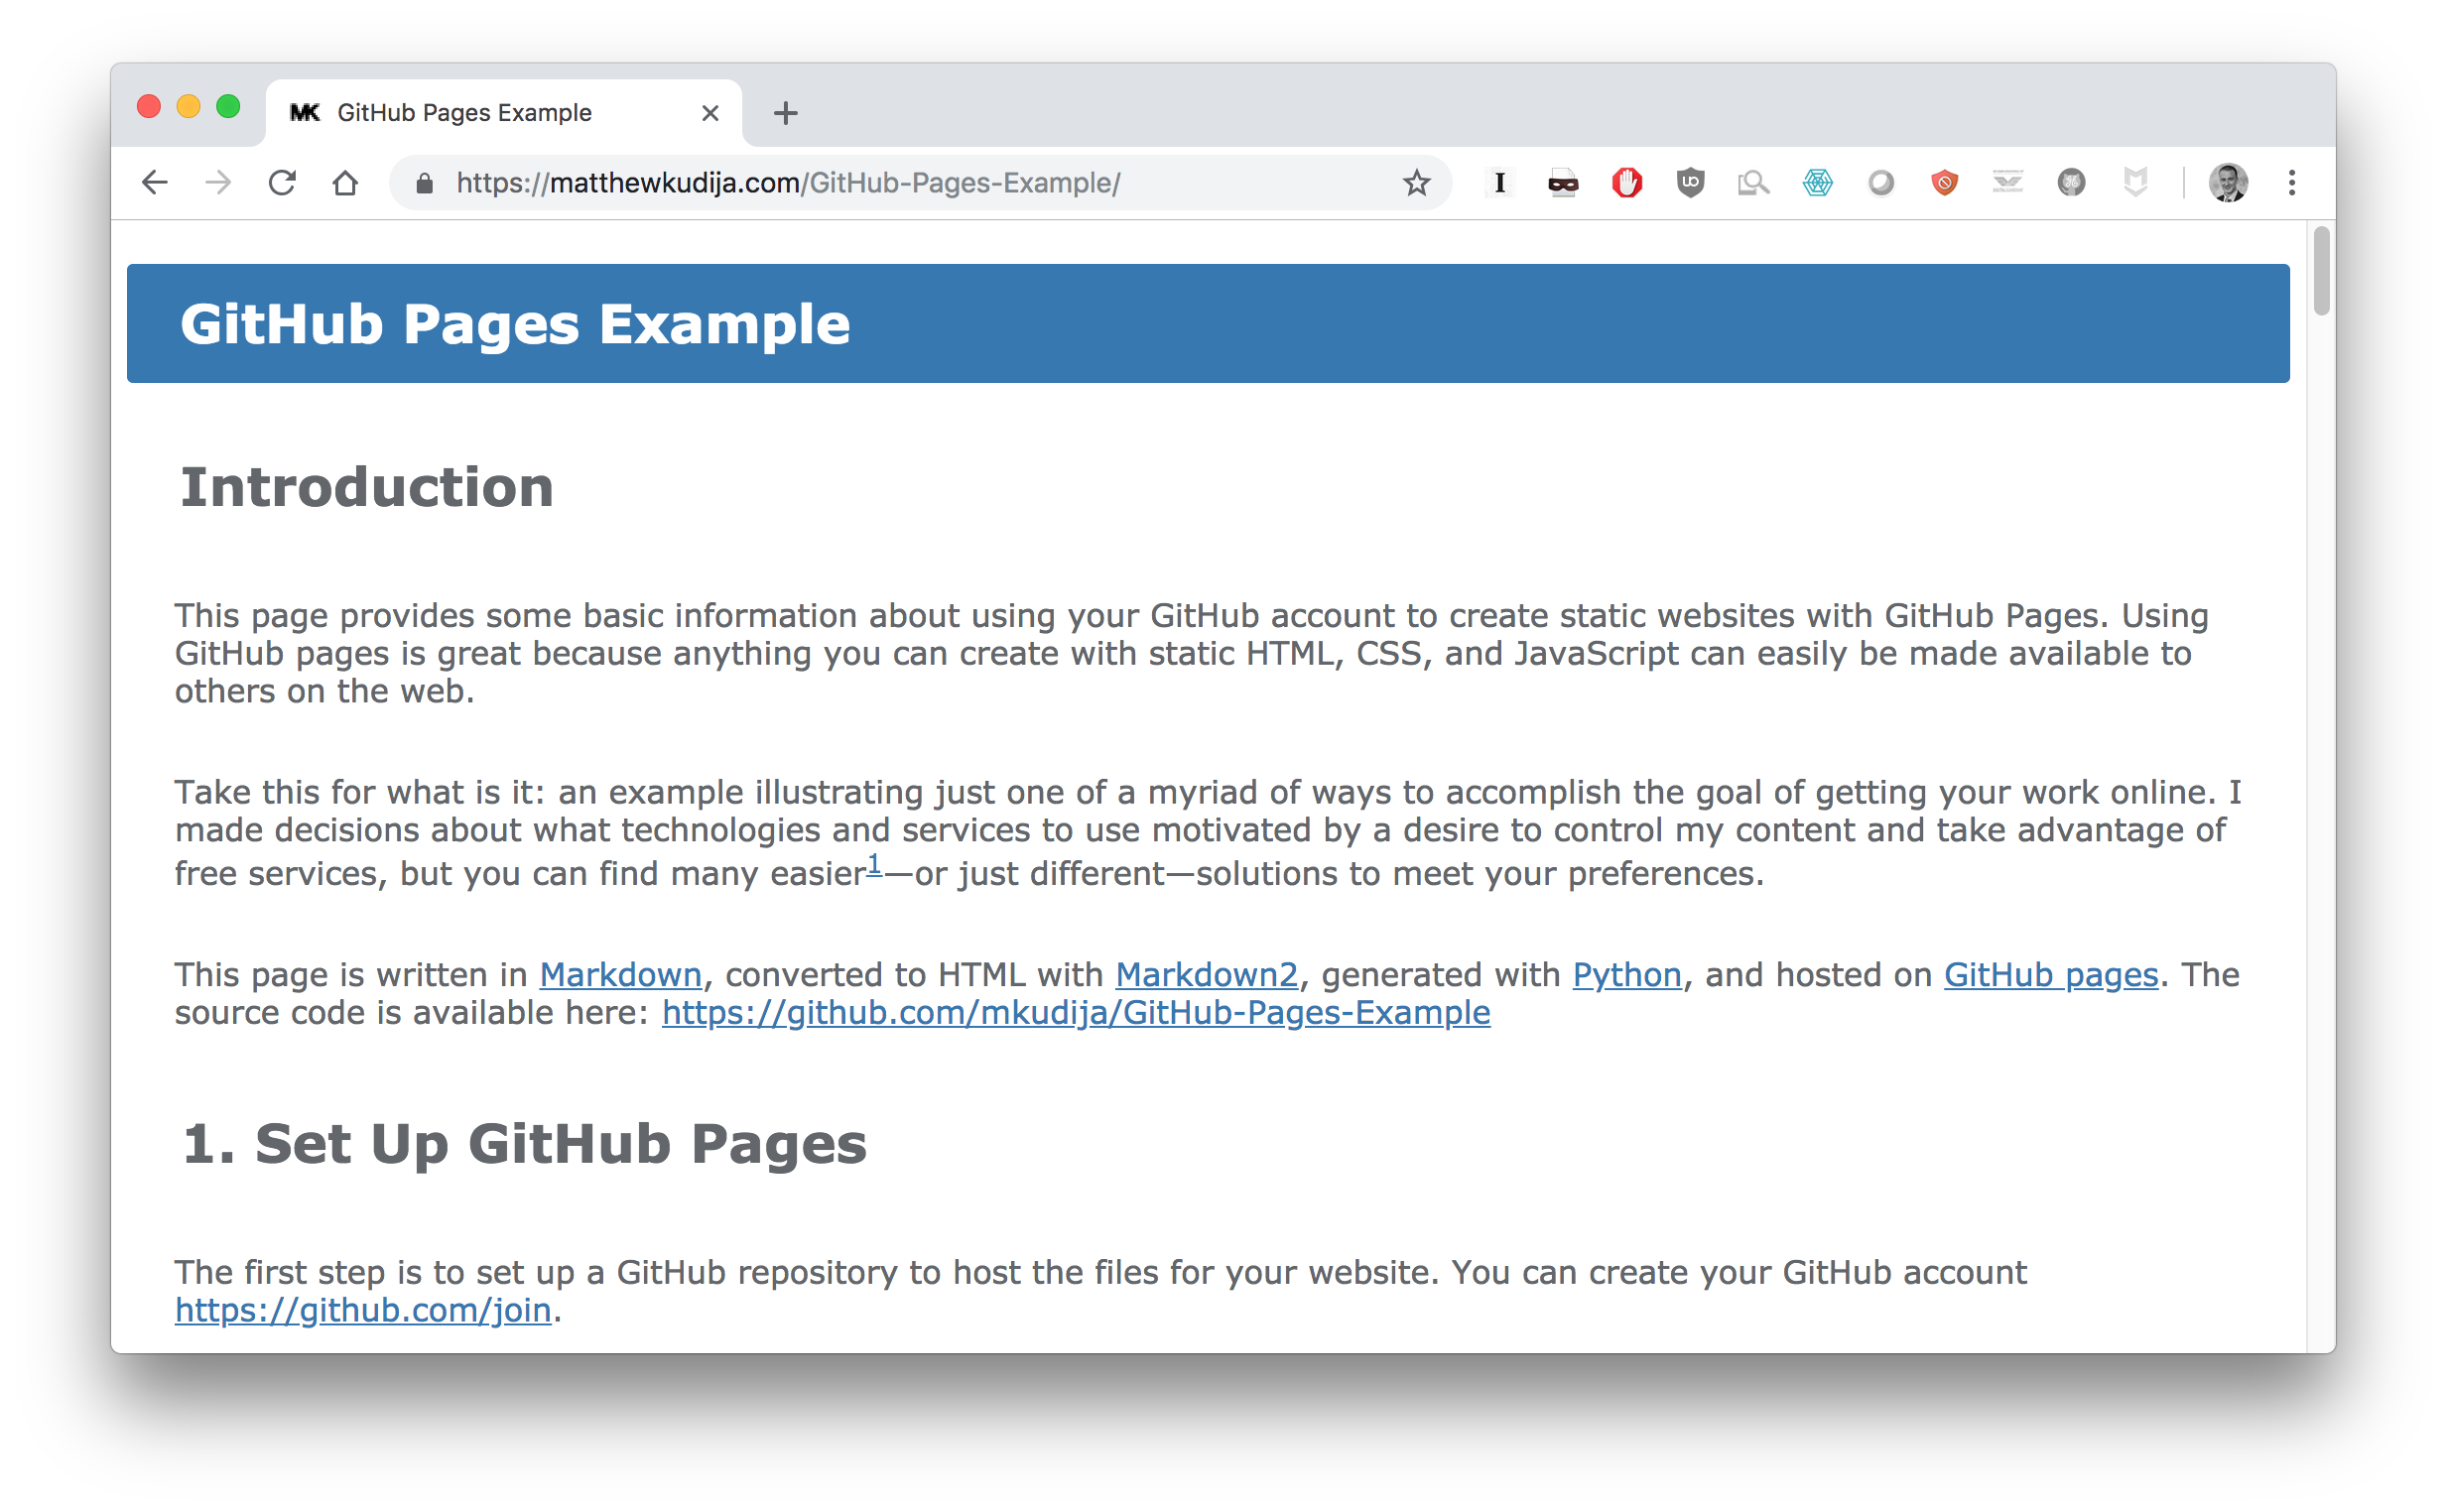 MK GitHub Pages Example
https://matthewkudija.com/GitHub-Pages-Example/
GitHub Pages Example
Introduction
This page provides some basic information about using your GitHub account to create static websites with GitHub Pages. Using
GitHub pages is great because anything you can create with static HTML, CSS, and JavaScript can easily be made available to
others on the web.
Take this for what is it: an example illustrating just one of a myriad of ways to accomplish the goal of getting your work online. I
made decisions about what technologies and services to use motivated by a desire to control my content and take advantage of
free services, but you can find many easier1—or just different—solutions to meet your preferences.
This page is written in Markdown, converted to HTML with Markdown2, generated with Python, and hosted on GitHub pages. The
source code is available here: https://github.com/mkudija/GitHub-Pages-Example
1. Set Up GitHub Pages
The first step is to set up a GitHub repository to host the files for your website. You can create your GitHub account
https://github.com/join.